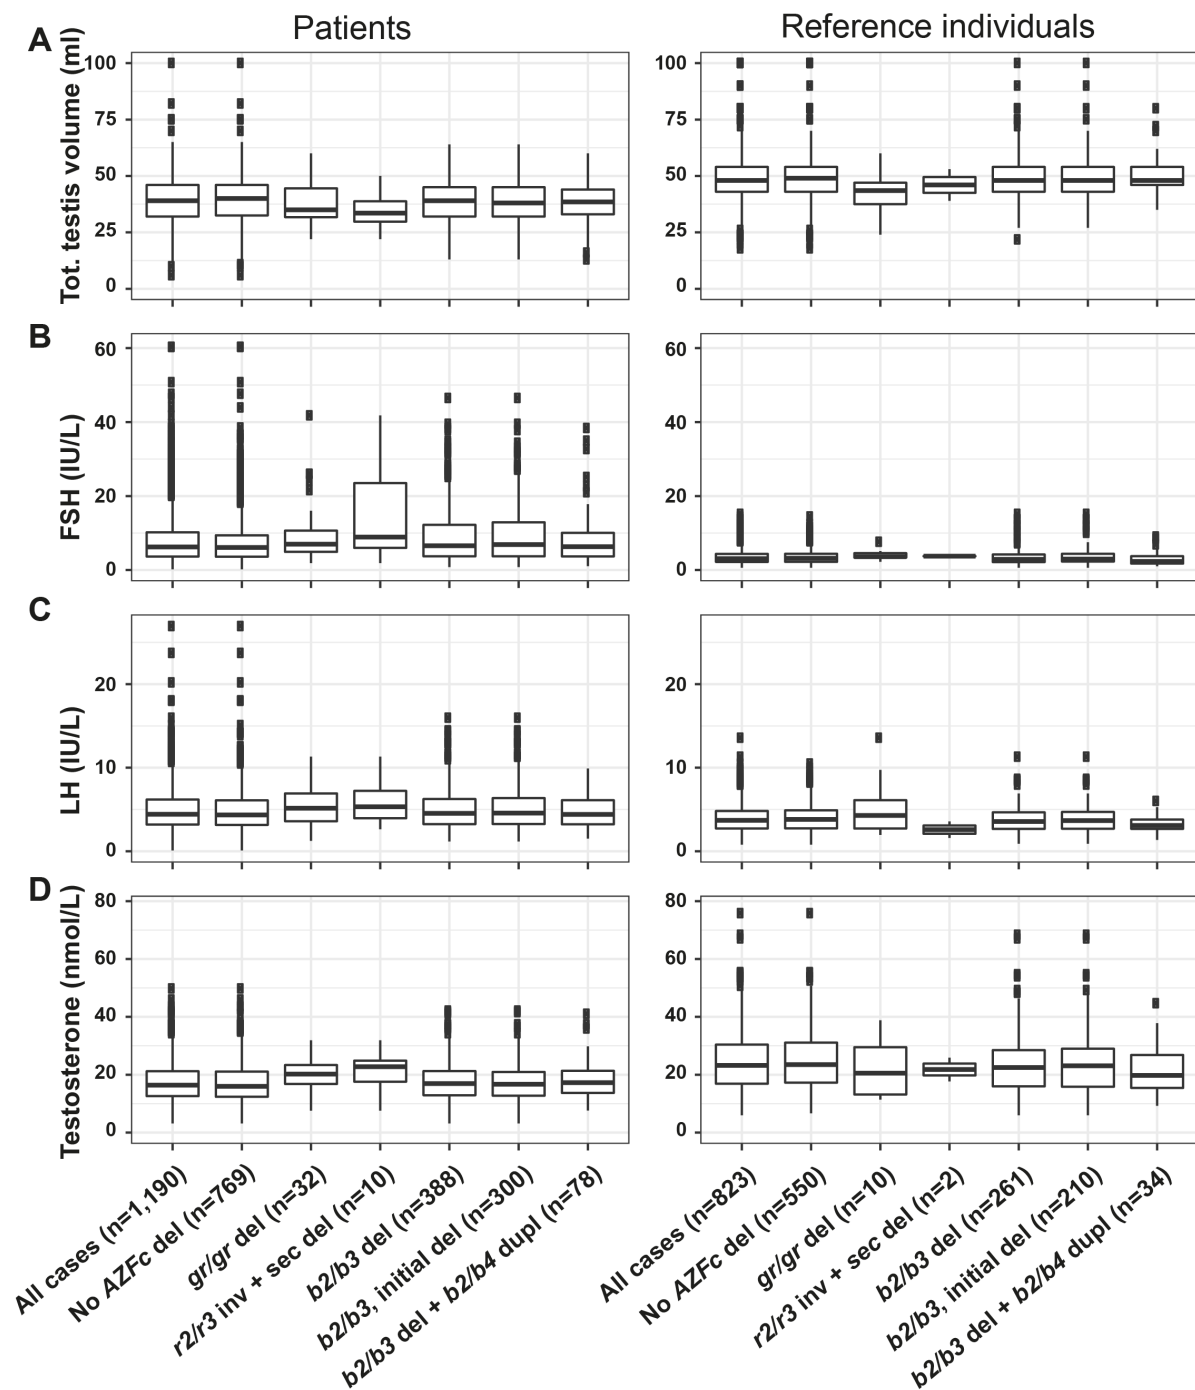 Patients
Reference individuals
A
Tot. testis volume (ml)
100
75
50
25
0
100
75
50
25
0
B
FSH (IU/L)
60
40
20
0
60
40
20
0
C
LH (IU/L)
20
10
0
20
10
0
D
Testosterone (nmol/L)
80
60
40
20
0
80
60
40
20
0
All cases (n=1,190)
No AZFc del (n=769)
gr/gr del (n=32)
r2/r3 inv + sec del (n=10)
b2/b3 del (n=388)
b2/b3, initial del (n=300)
b2/b3 del + b2/b4 dupl (n=78)
All cases (n=823)
No AZFc del (n=550)
gr/gr del (n=10)
r2/r3 inv + sec del (n=2)
b2/b3 del (n=261)
b2/b3, initial del (n=210)
b2/b3 del + b2/b4 dupl (n=34)